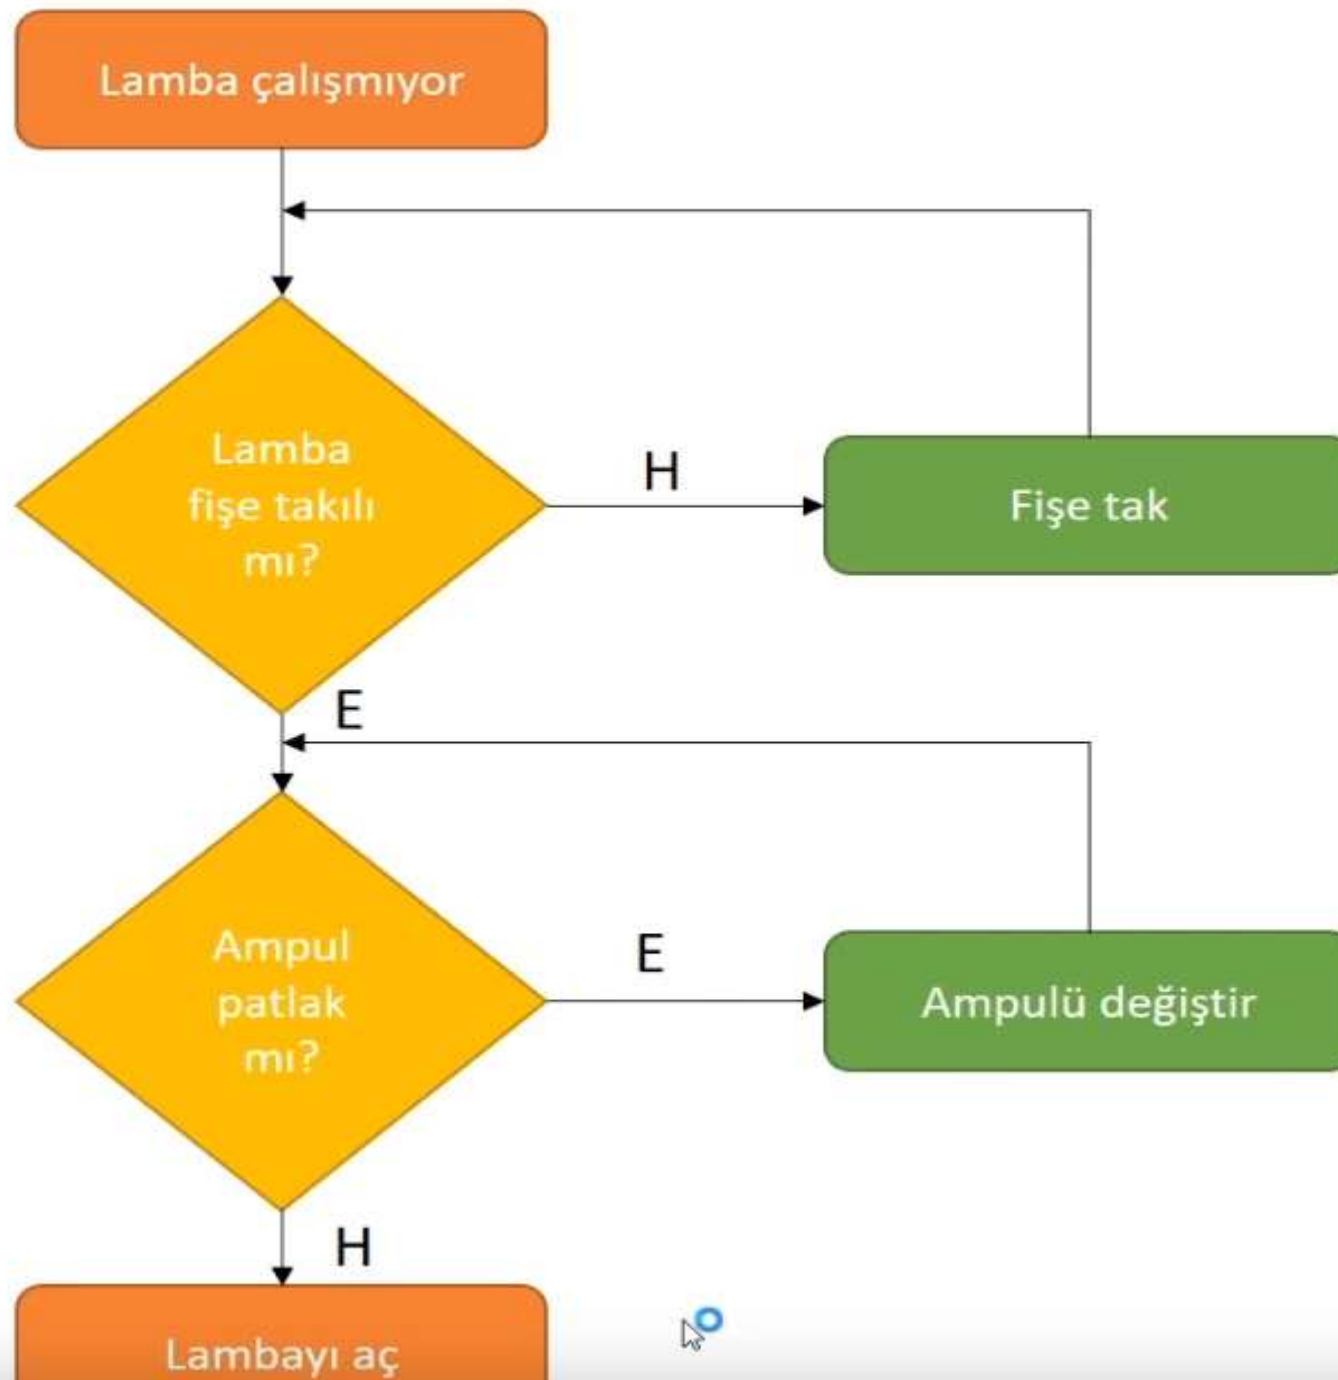 Lamba çalışmıyor
Lamba
fişe takılı
mı?
H
Fişe tak
E
Ampul
patlak
mı?
E
Ampulü değiştir
H
Lambayı aç